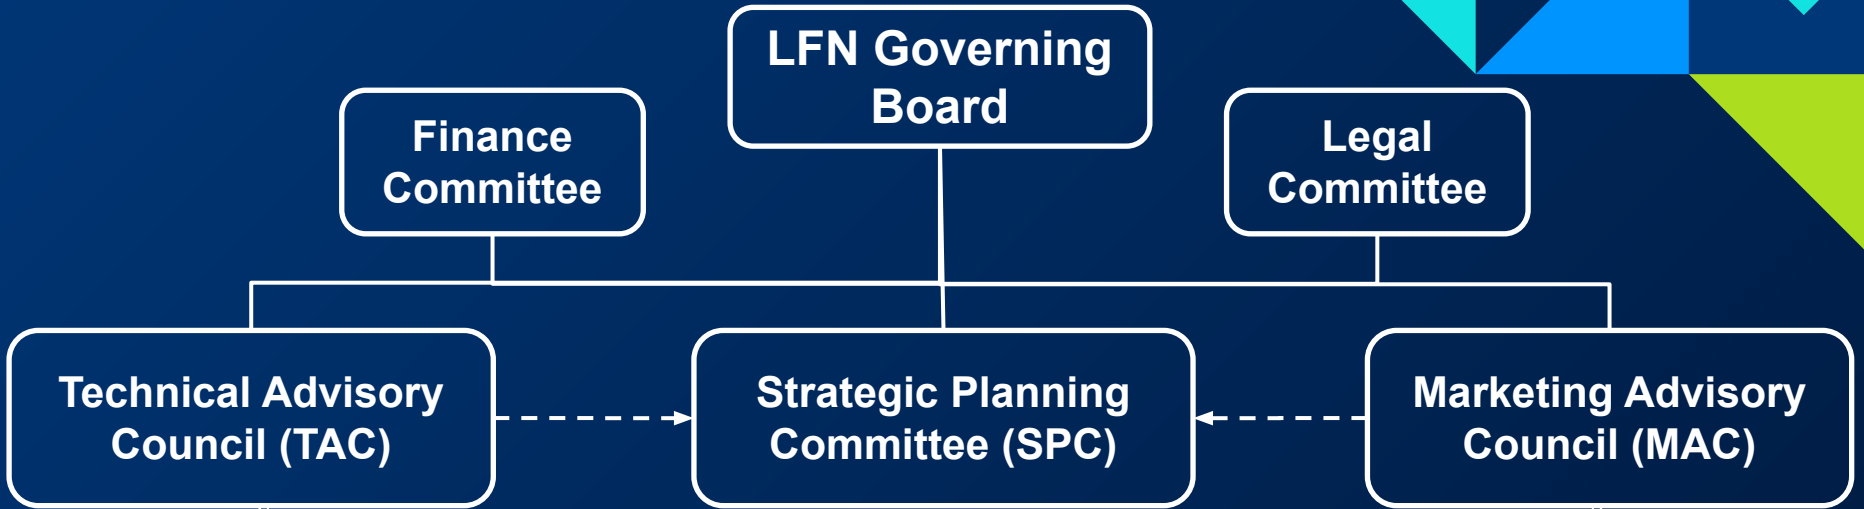 LFN Governing
Board
Finance
Committee
Legal
Committee
Technical Advisory
Council (TAC)
Strategic Planning
Committee (SPC)
Marketing Advisory
Council (MAC)